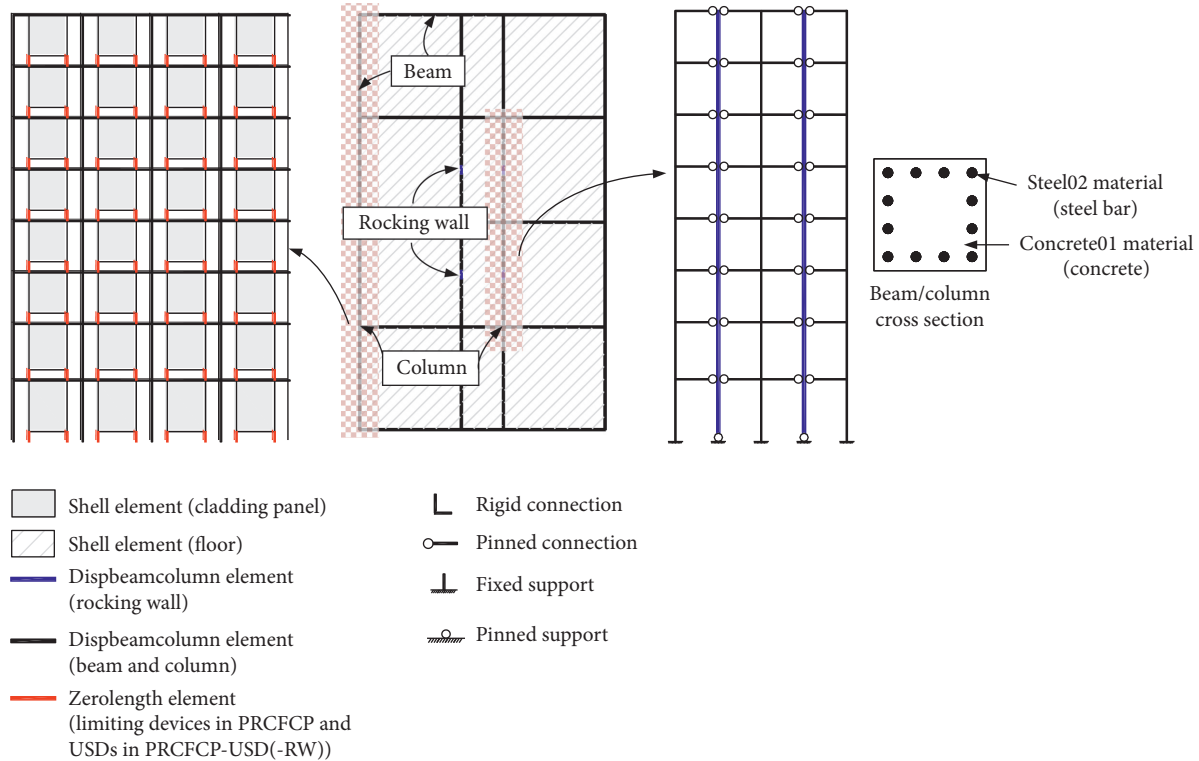 Beam
Rocking wall
Column
Steel02 material
(steel bar)
Concrete01 material
(concrete)
Beam/column
cross section
Shell element (cladding panel)
Shell element (floor)
Dispbeamcolumn element
(rocking wall)
Dispbeamcolumn element
(beam and column)
Zerolength element
(limiting devices in PRCFCP and
USDs in PRCFCP-USD(-RW))
Rigid connection
Pinned connection
Fixed support
Pinned support